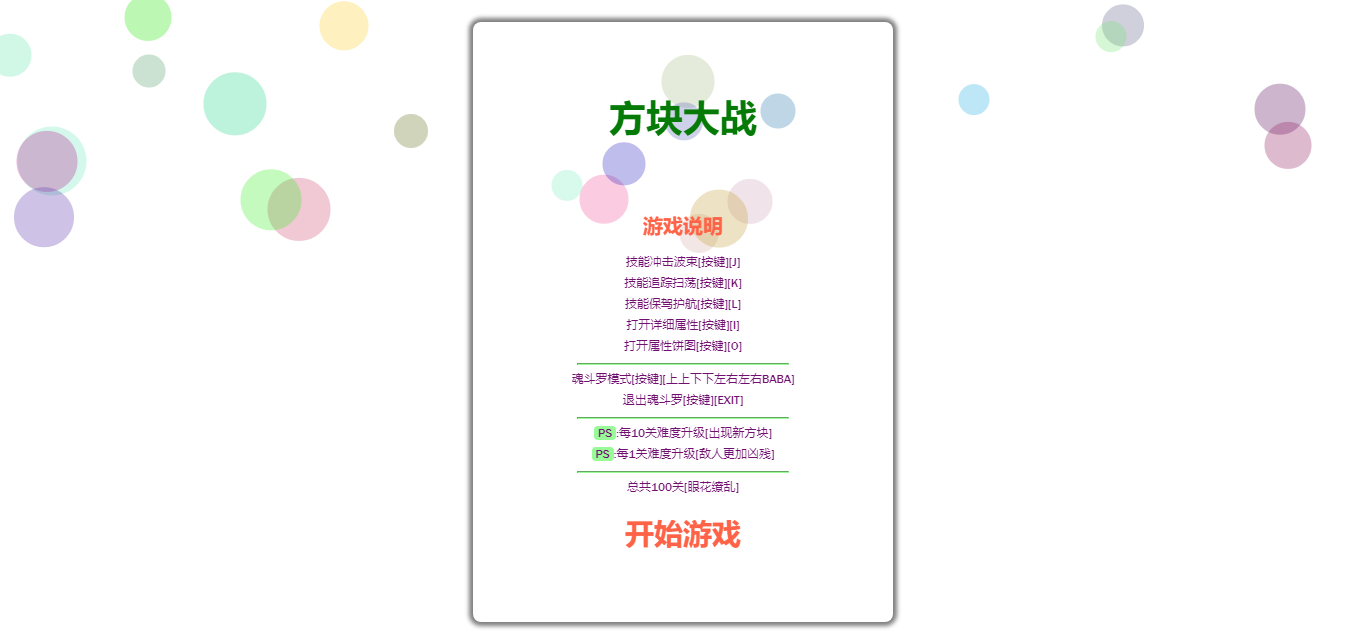 方块大战
游戏说明
技能冲击波束[按键][J]
技能追踪扫荡[按键][K]
技能保驾护航[按键][L]
打开详细属性[按键][I]
打开属性饼图[按键][O]
魂斗罗模式[按键][上上下下左右左右BABA]
退出魂斗罗[按键][EXIT]
PS:每10关难度升级[出现新方块]
PS:每1关难度升级[敌人更加凶残]
总共100关[眼花缭乱]
开始游戏